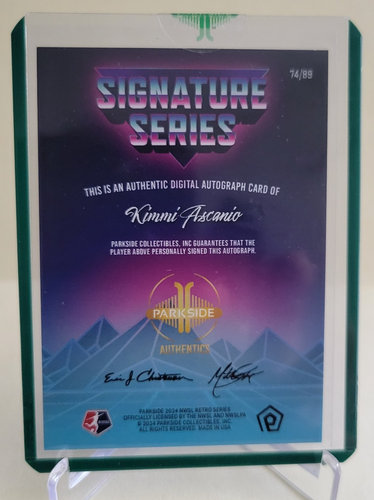 74/89
SIGNATURE
SERIES
THIS IS AN AUTHENTIC DIGITAL AUTOGRAPH CARD OF
Kimmi Ascanio
PARKSIDE COLLECTIBLES, INC GUARANTEES THAT THE
PLAYER ABOVE PERSONALLY SIGNED THIS AUTOGRAPH.
PARKSIDE
AUTHENTICS
PARKSIDE 2024 NWSL RETRO SERIES
OFFICIALLY LICENSED BY THE NWSL AND NWSLPA
© 2024 PARKSIDE COLLECTIBLES, INC.
ALL RIGHTS RESERVED. MADE IN USA